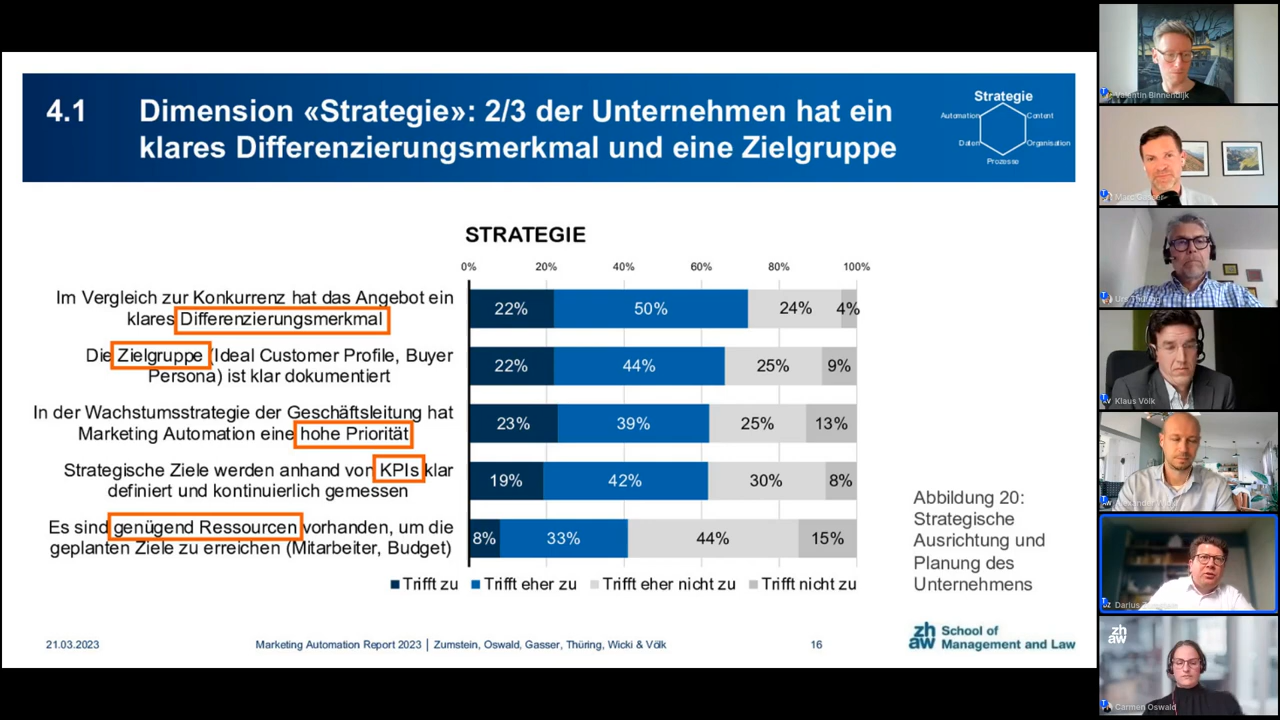 4.1 Dimension «Strategie»: 2/3 der Unternehmen hat ein
klares Differenzierungsmerkmal und eine Zielgruppe
Strategie
Automation
Content
Daten
Organisation
Prozesse
STRATEGIE
0% 20% 40% 60% 80% 100%
Im Vergleich zur Konkurrenz hat das Angebot ein
klares Differenzierungsmerkmal
22% 50% 24% 4%
Die Zielgruppe (Ideal Customer Profile, Buyer
Persona) ist klar dokumentiert
22% 44% 25% 9%
In der Wachstumsstrategie der Geschäftsleitung hat
Marketing Automation eine hohe Priorität
23% 39% 25% 13%
Strategische Ziele werden anhand von KPIs klar
definiert und kontinuierlich gemessen
19% 42% 30% 8%
Es sind genügend Ressourcen vorhanden, um die
geplanten Ziele zu erreichen (Mitarbeiter, Budget)
8% 33% 44% 15%
Trifft zu Trifft eher zu Trifft eher nicht zu Trifft nicht zu
Abbildung 20:
Strategische
Ausrichtung und
Planung des
Unternehmens
21.03.2023
Marketing Automation Report 2023 | Zumstein, Oswald, Gasser, Thüring, Wicki & Völk
16
zhaw School of
Management and Law
Valentin Binnendijk
Urs Thüring
Klaus Völk
Darius
zhaw
Carmen Oswald